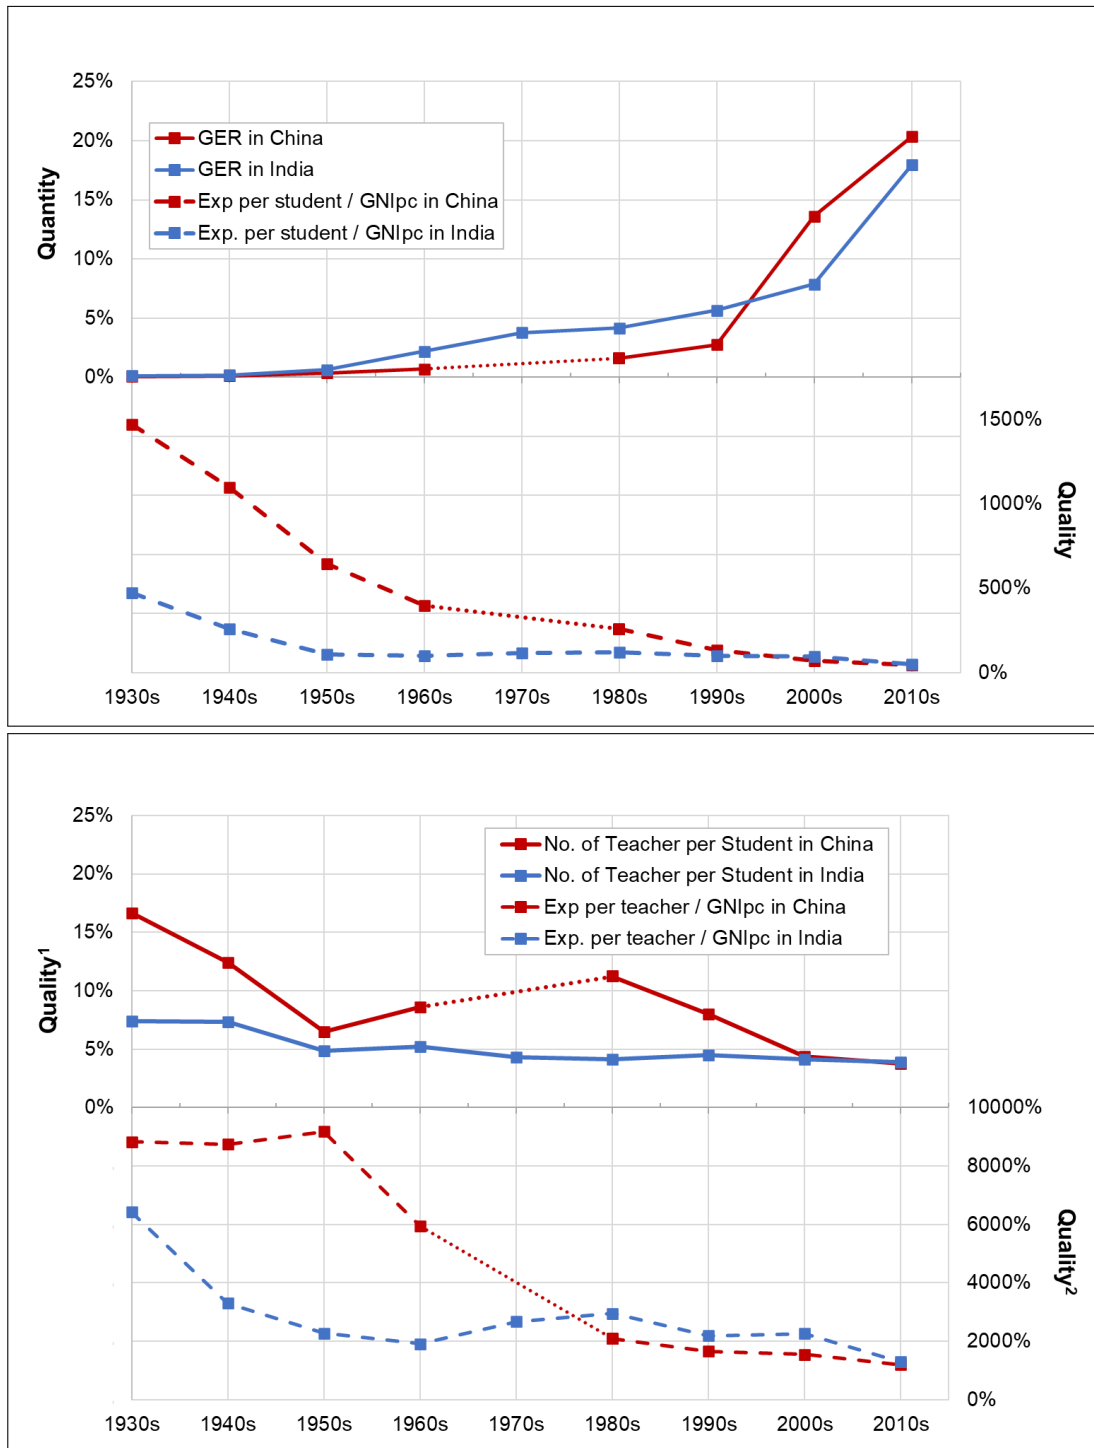 25%
20%
15%
10%
5%
0%
Quantity
GER in China
GER in India
Exp per student / GNIpc in China
Exp. per student / GNIpc in India
1500%
1000%
500%
0%
Quality
1930s 1940s 1950s 1960s 1970s 1980s 1990s 2000s 2010s
25%
20%
15%
10%
5%
0%
Quality¹
No. of Teacher per Student in China
No. of Teacher per Student in India
Exp per teacher / GNIpc in China
Exp. per teacher / GNIpc in India
10000%
8000%
6000%
4000%
2000%
0%
Quality²
1930s 1940s 1950s 1960s 1970s 1980s 1990s 2000s 2010s